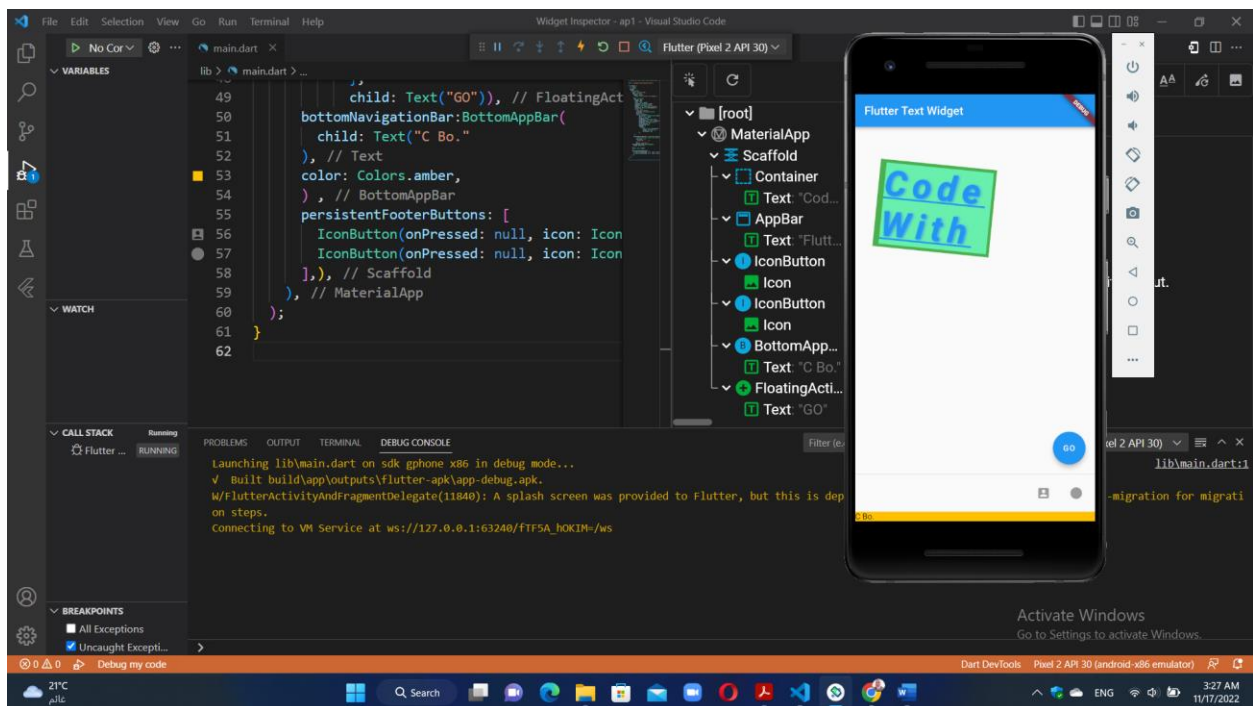 File Edit Selection View Go Run Terminal Help
Widget Inspector - ap1 - Visual Studio Code
No Cor
main.dart
Flutter (Pixel 2 API 30)
VARIABLES
lib > main.dart > ...
49 child: Text("GO")), // FloatingAct
50 bottomNavigationBar:BottomAppBar(
51 child: Text("C Bo."
52 ), // Text
53 color: Colors.amber,
54 ) , // BottomAppBar
55 persistentFooterButtons: [
56 IconButton(onPressed: null, icon: Icon
57 IconButton(onPressed: null, icon: Icon
58 ],), // Scaffold
59 ), // MaterialApp
60 );
61 }
62
[root]
MaterialApp
Scaffold
Container
Text: "Cod...
AppBar
Text: "Flutt...
IconButton
Icon
IconButton
Icon
BottomApp...
Text: "C Bo."
FloatingActi...
Text: "GO"
Flutter Text Widget
DEBUG
Code
With
GO
C Bo.
ut.
WATCH
CALL STACK Running
Flutter ... RUNNING
PROBLEMS OUTPUT TERMINAL DEBUG CONSOLE
Filter (e.
xel 2 API 30)
lib\main.dart:1
Launching lib\main.dart on sdk gphone x86 in debug mode...
√ Built build\app\outputs\flutter-apk\app-debug.apk.
W/FlutterActivityAndFragmentDelegate(11840): A splash screen was provided to Flutter, but this is dep
-migration for migrati
on steps.
Connecting to VM Service at ws://127.0.0.1:63240/fTF5A_hOKIM=/ws
BREAKPOINTS
All Exceptions
Uncaught Excepti...
Activate Windows
Go to Settings to activate Windows.
0 0 Debug my code
Dart DevTools Pixel 2 API 30 (android-x86 emulator)
21°C
غائم
Search
ENG
3:27 AM
11/17/2022